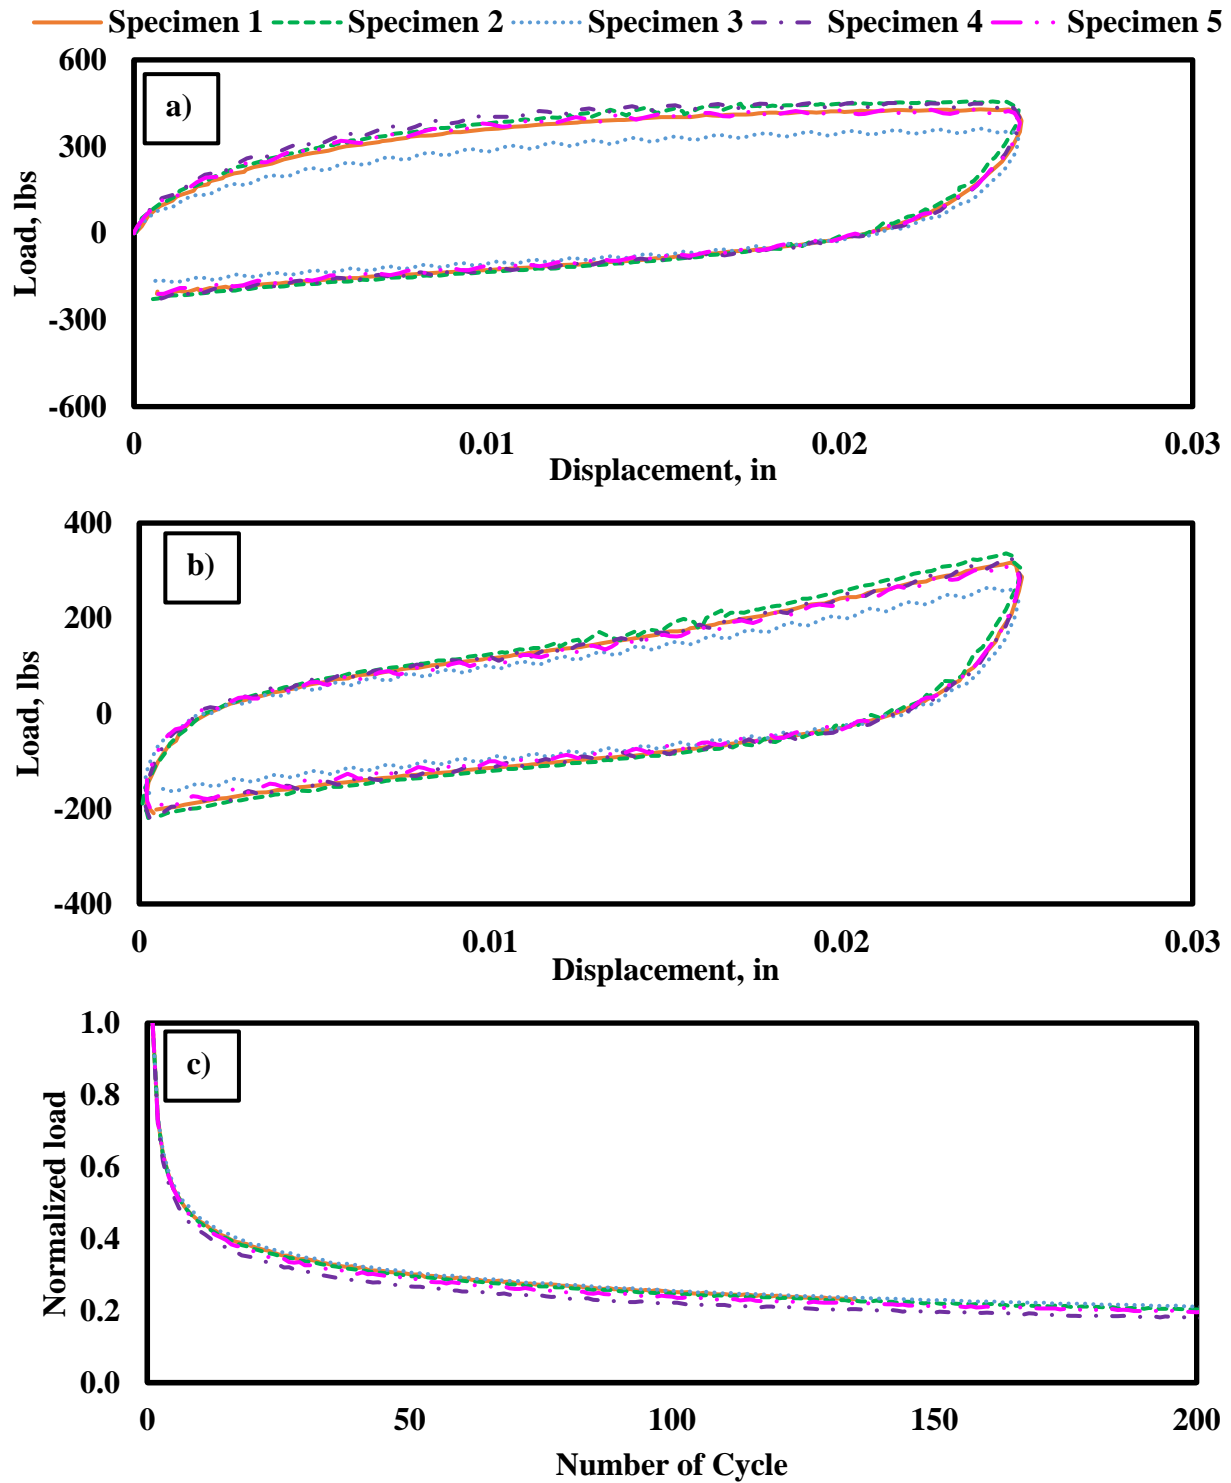 Specimen 1 Specimen 2 Specimen 3 Specimen 4 Specimen 5
600
a)
300
Load, lbs
0
-300
-600
0 0.01 0.02 0.03
Displacement, in
400
b)
200
Load, lbs
0
-200
-400
0 0.01 0.02 0.03
Displacement, in
1.0
c)
0.8
Normalized load
0.6
0.4
0.2
0.0
0 50 100 150 200
Number of Cycle